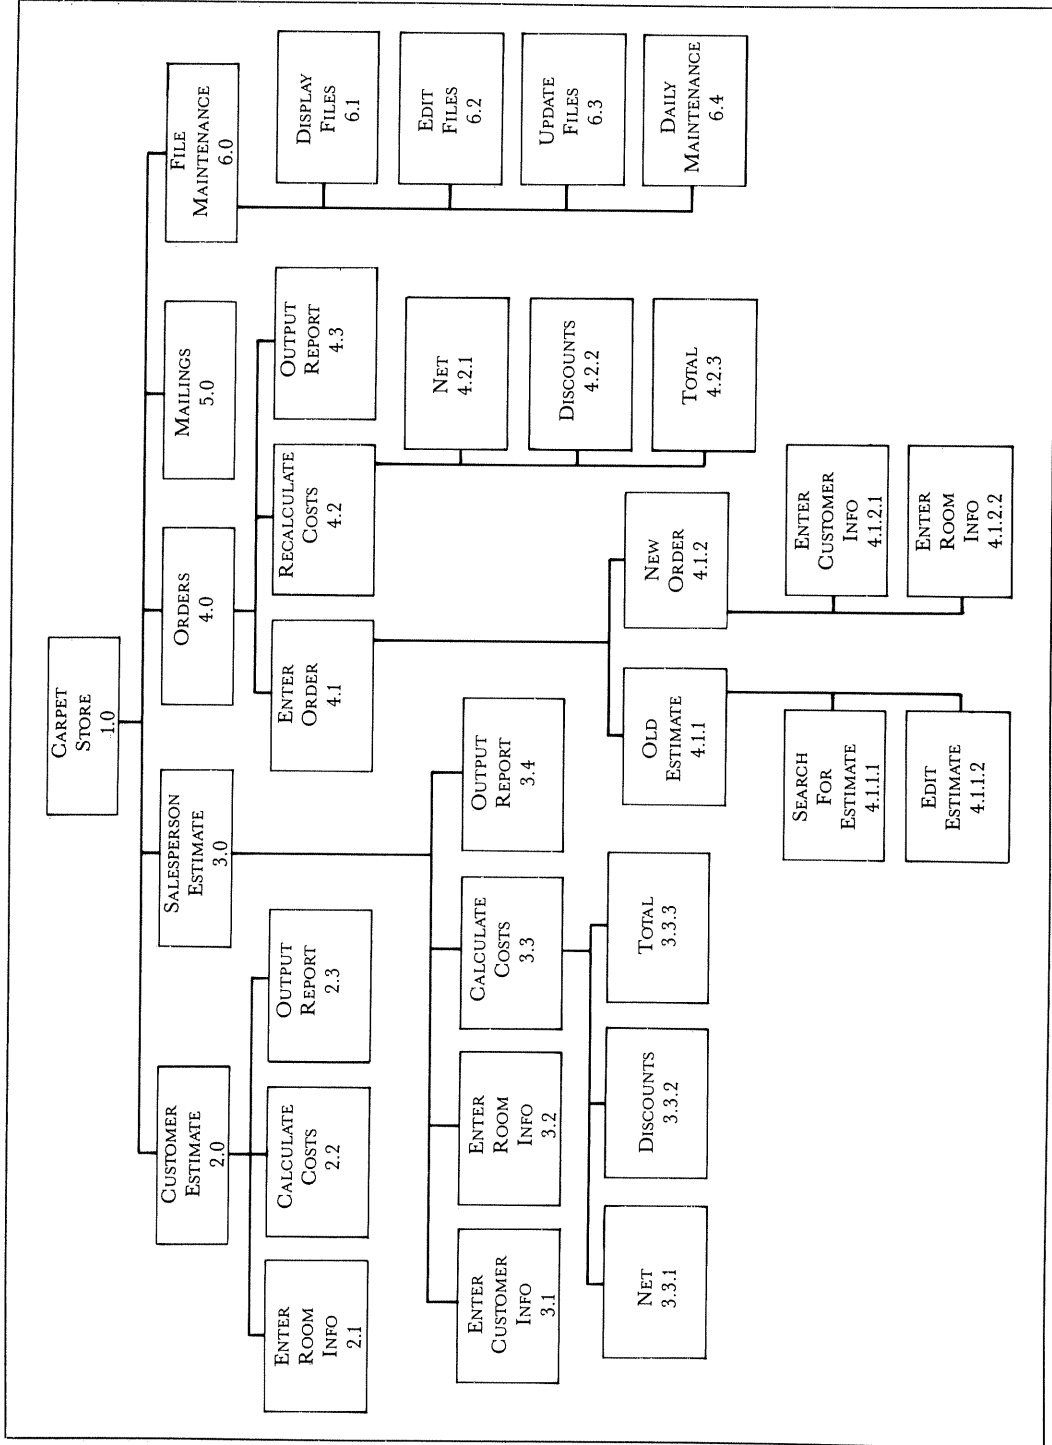 CARPET
STORE
1.0
CUSTOMER
ESTIMATE
2.0
SALESPERSON
ESTIMATE
3.0
ORDERS
4.0
MAILINGS
5.0
FILE
MAINTENANCE
6.0
ENTER
ROOM
INFO
2.1
CALCULATE
COSTS
2.2
OUTPUT
REPORT
2.3
ENTER
CUSTOMER
INFO
3.1
ENTER
ROOM
INFO
3.2
CALCULATE
COSTS
3.3
OUTPUT
REPORT
3.4
NET
3.3.1
DISCOUNTS
3.3.2
TOTAL
3.3.3
ENTER
ORDER
4.1
RECALCULATE
COSTS
4.2
OUTPUT
REPORT
4.3
NET
4.2.1
DISCOUNTS
4.2.2
TOTAL
4.2.3
OLD
ESTIMATE
4.1.1
NEW
ORDER
4.1.2
SEARCH
FOR
ESTIMATE
4.1.1.1
EDIT
ESTIMATE
4.1.1.2
ENTER
CUSTOMER
INFO
4.1.2.1
ENTER
ROOM
INFO
4.1.2.2
DISPLAY
FILES
6.1
EDIT
FILES
6.2
UPDATE
FILES
6.3
DAILY
MAINTENANCE
6.4